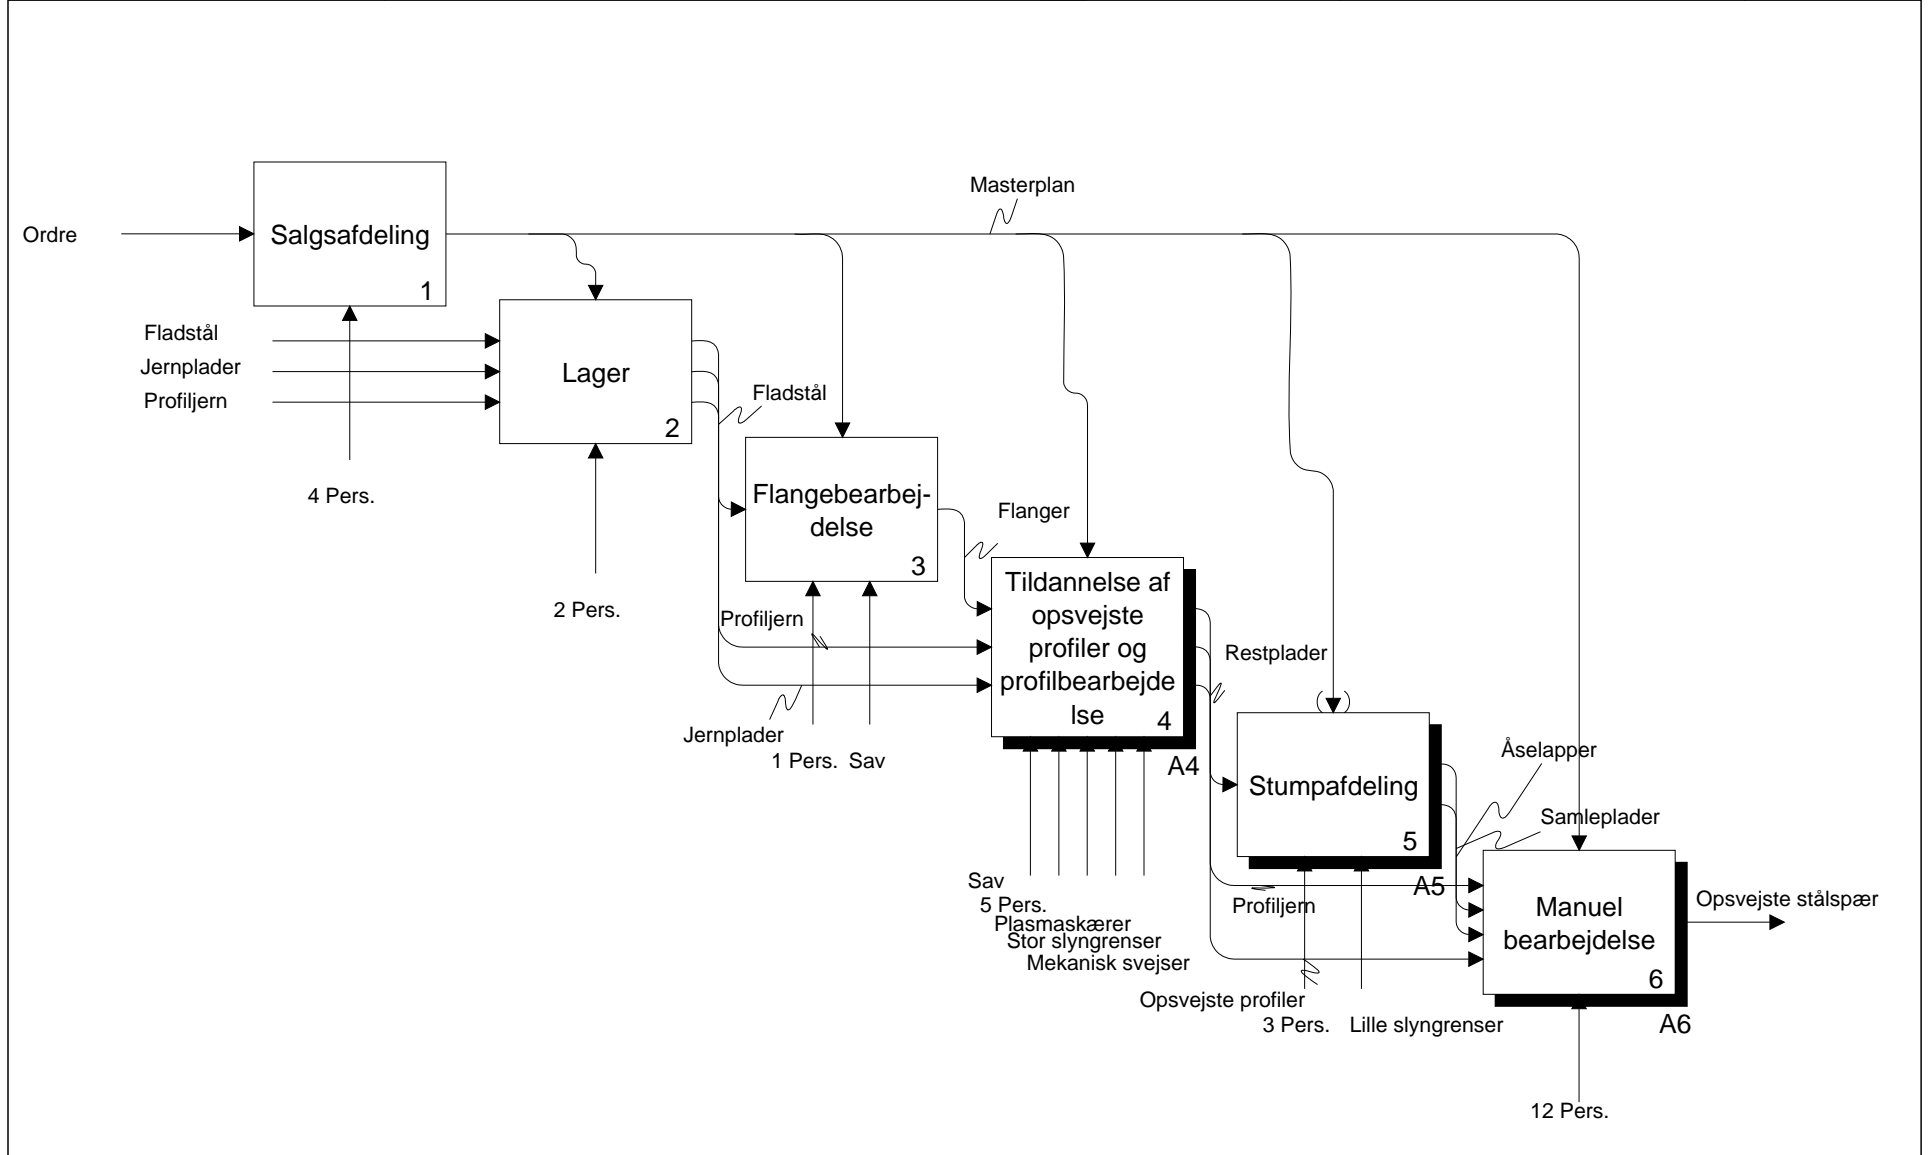 Masterplan
Ordre
Salgsafdeling
1
Fladstål
Jernplader
Profiljern
Lager
2
Fladstål
4 Pers.
Flangebearbej-
delse
3
Flanger
2 Pers.
Profiljern
Tildannelse af
opsvejste
profiler og
profilbearbejde
lse
4
A4
Restplader
Jernplader
1 Pers.
Sav
Stumpafdeling
5
A5
Åselapper
Samleplader
Sav
5 Pers.
Plasmaskærer
Stor slyngrenser
Mekanisk svejser
Profiljern
Manuel
bearbejdelse
6
A6
Opsvejste stålspær
Opsvejste profiler
3 Pers.
Lille slyngrenser
12 Pers.